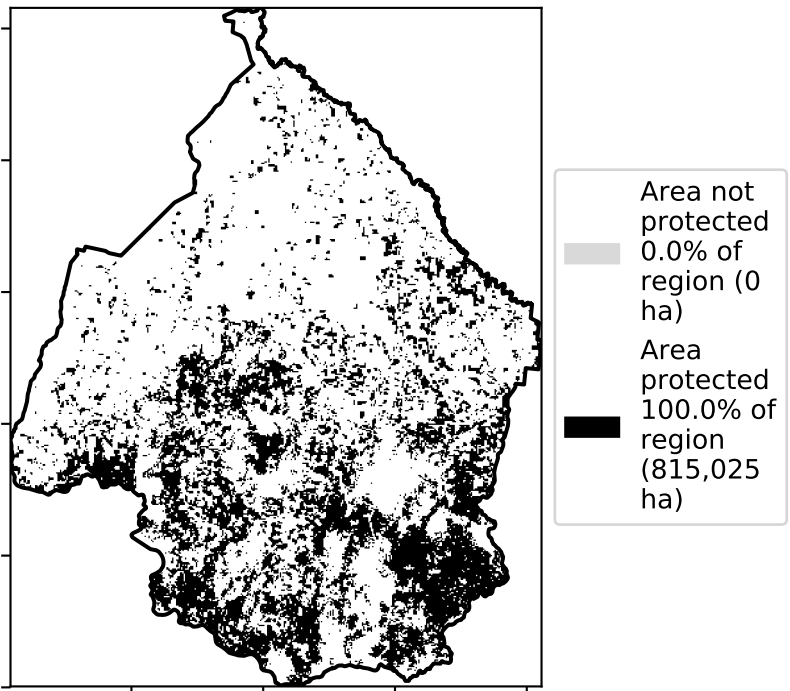 Area not
protected
0.0% of
region (0
ha)
Area
protected
100.0% of
region
(815,025
ha)